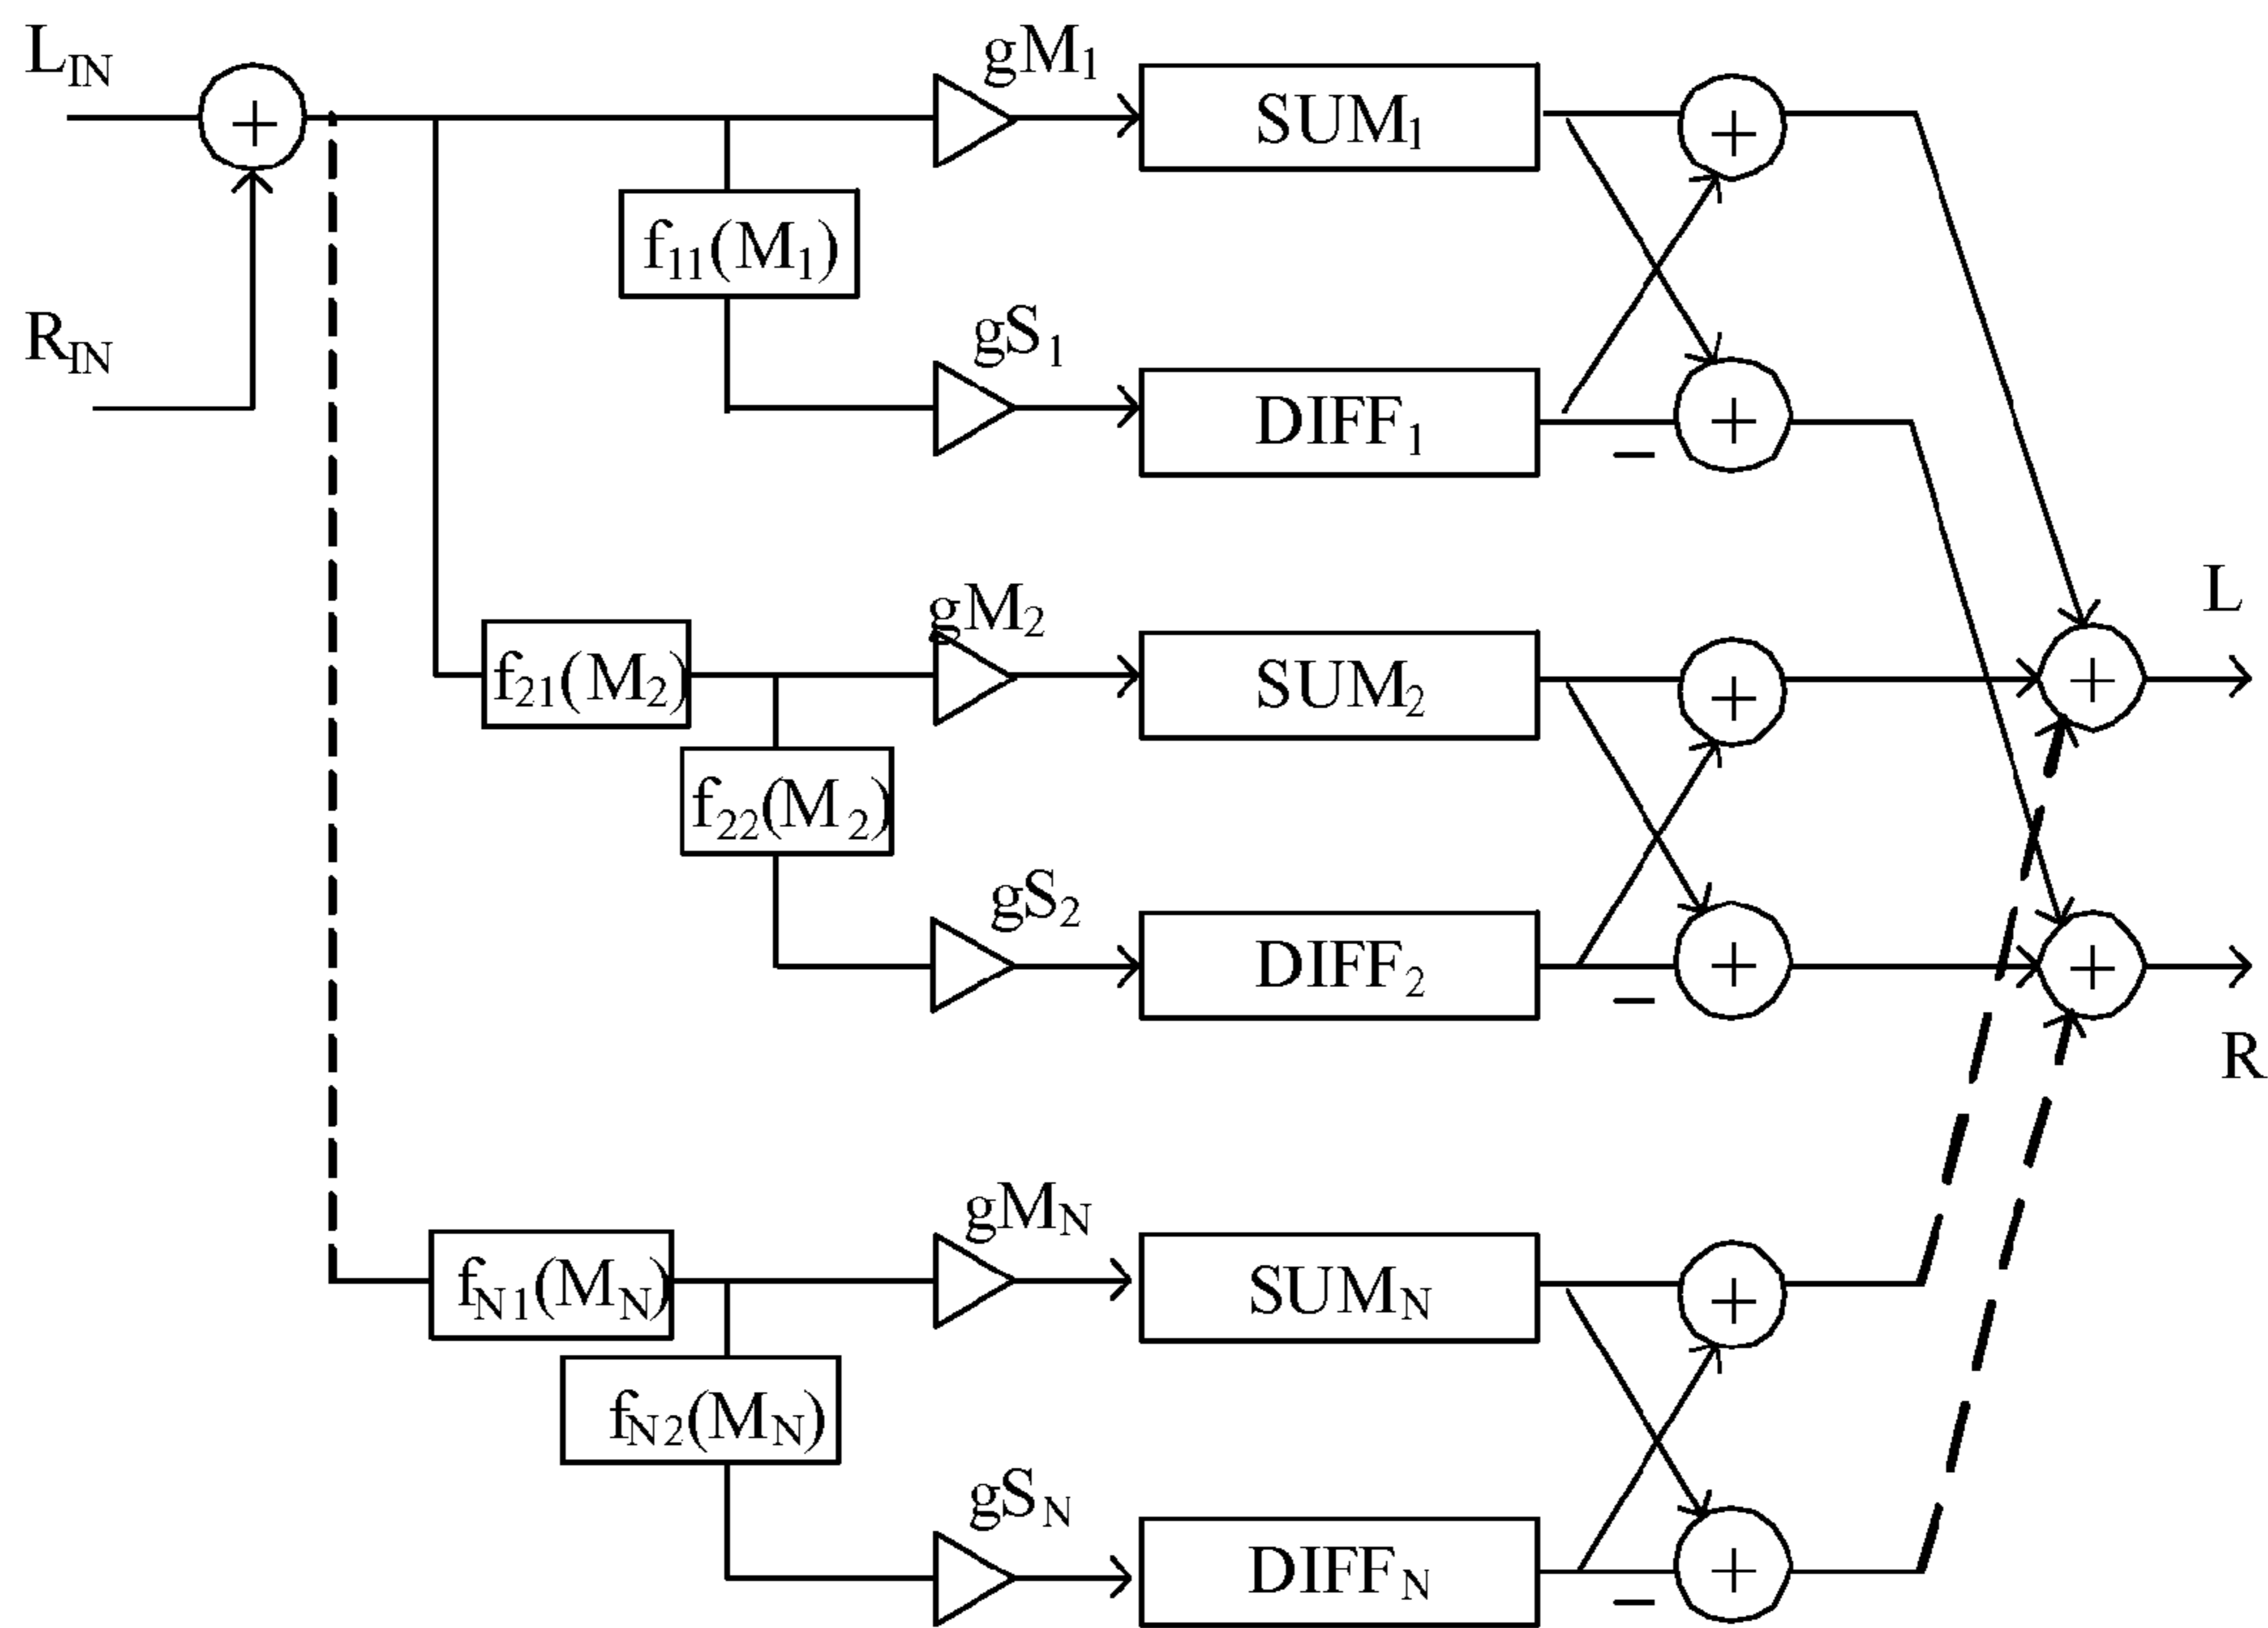 L_IN
gM_1
SUM_1
f_11(M_1)
R_IN
gS_1
DIFF_1
gM_2
L
f_21(M_2)
SUM_2
f_22(M_2)
gS_2
DIFF_2
R
gM_N
f_N1(M_N)
SUM_N
f_N2(M_N)
gS_N
DIFF_N